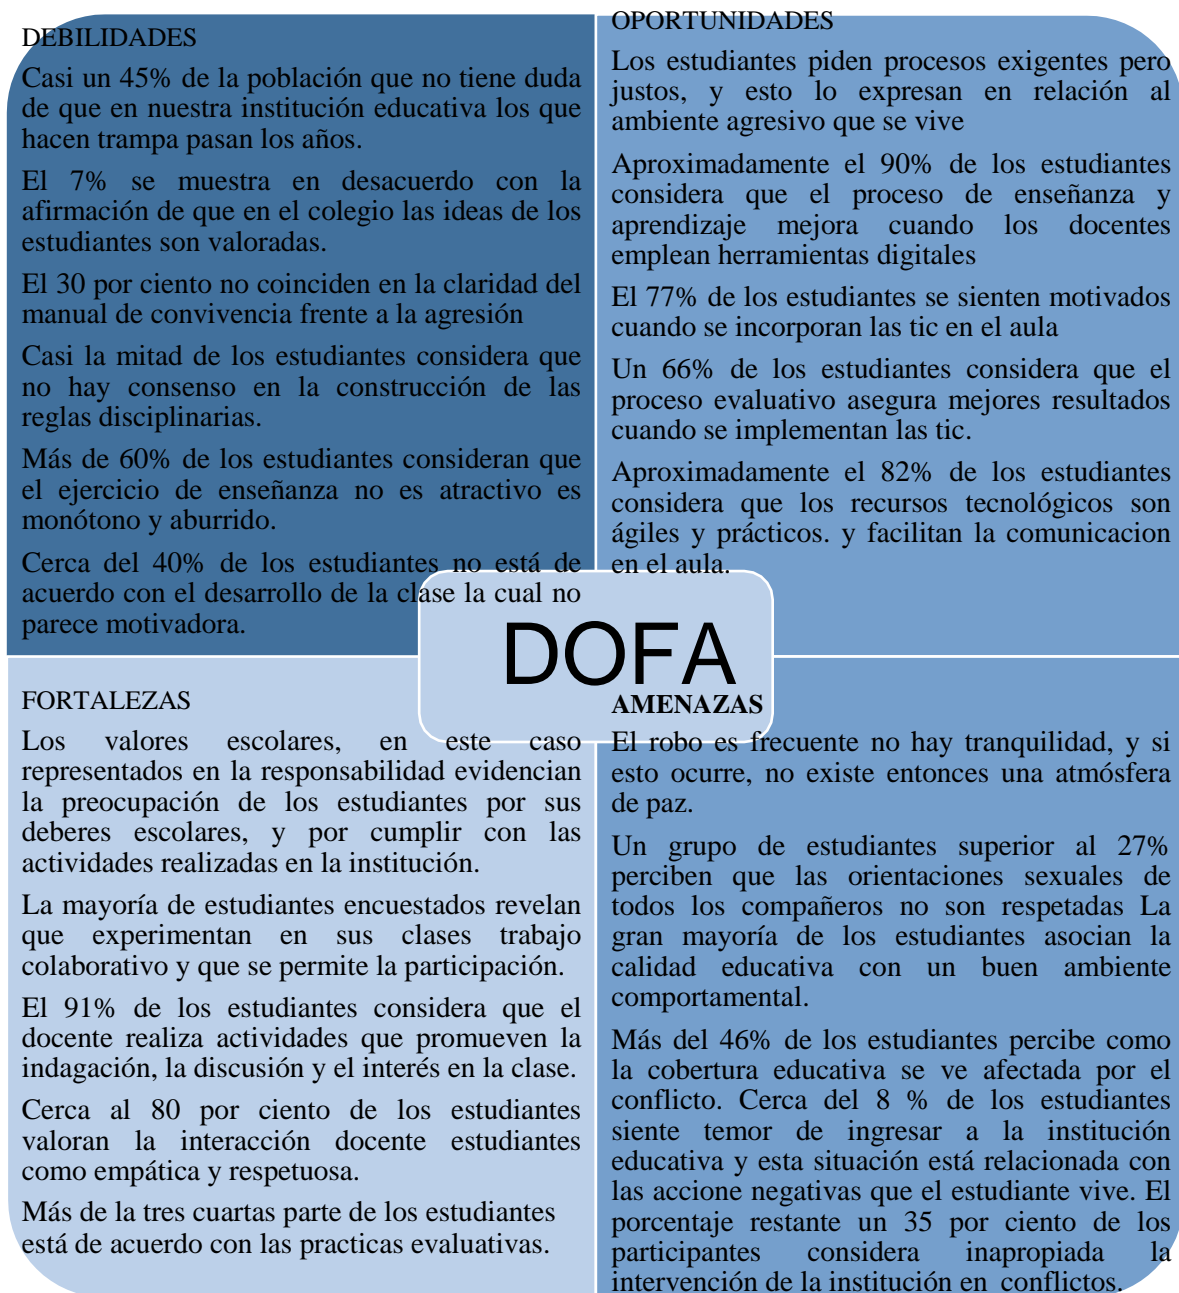 DEBILIDADES
Casi un 45% de la población que no tiene duda
de que en nuestra institución educativa los que
hacen trampa pasan los años.
El 7% se muestra en desacuerdo con la
afirmación de que en el colegio las ideas de los
estudiantes son valoradas.
El 30 por ciento no coinciden en la claridad del
manual de convivencia frente a la agresión
Casi la mitad de los estudiantes considera que
no hay consenso en la construcción de las
reglas disciplinarias.
Más de 60% de los estudiantes consideran que
el ejercicio de enseñanza no es atractivo es
monótono y aburrido.
Cerca del 40% de los estudiantes no está de
acuerdo con el desarrollo de la clase la cual no
parece motivadora.
OPORTUNIDADES
Los estudiantes piden procesos exigentes pero
justos, y esto lo expresan en relación al
ambiente agresivo que se vive
Aproximadamente el 90% de los estudiantes
considera que el proceso de enseñanza y
aprendizaje mejora cuando los docentes
emplean herramientas digitales
El 77% de los estudiantes se sienten motivados
cuando se incorporan las tic en el aula
Un 66% de los estudiantes considera que el
proceso evaluativo asegura mejores resultados
cuando se implementan las tic.
Aproximadamente el 82% de los estudiantes
considera que los recursos tecnológicos son
ágiles y prácticos. y facilitan la comunicacion
en el aula.
DOFA
FORTALEZAS
Los valores escolares, en este caso
representados en la responsabilidad evidencian
la preocupación de los estudiantes por sus
deberes escolares, y por cumplir con las
actividades realizadas en la institución.
La mayoría de estudiantes encuestados revelan
que experimentan en sus clases trabajo
colaborativo y que se permite la participación.
El 91% de los estudiantes considera que el
docente realiza actividades que promueven la
indagación, la discusión y el interés en la clase.
Cerca al 80 por ciento de los estudiantes
valoran la interacción docente estudiantes
como empática y respetuosa.
Más de la tres cuartas parte de los estudiantes
está de acuerdo con las practicas evaluativas.
AMENAZAS
El robo es frecuente no hay tranquilidad, y si
esto ocurre, no existe entonces una atmósfera
de paz.
Un grupo de estudiantes superior al 27%
perciben que las orientaciones sexuales de
todos los compañeros no son respetadas La
gran mayoría de los estudiantes asocian la
calidad educativa con un buen ambiente
comportamental.
Más del 46% de los estudiantes percibe como
la cobertura educativa se ve afectada por el
conflicto. Cerca del 8 % de los estudiantes
siente temor de ingresar a la institución
educativa y esta situación está relacionada con
las accione negativas que el estudiante vive. El
porcentaje restante un 35 por ciento de los
participantes considera inapropiada la
intervención de la institución en conflictos.